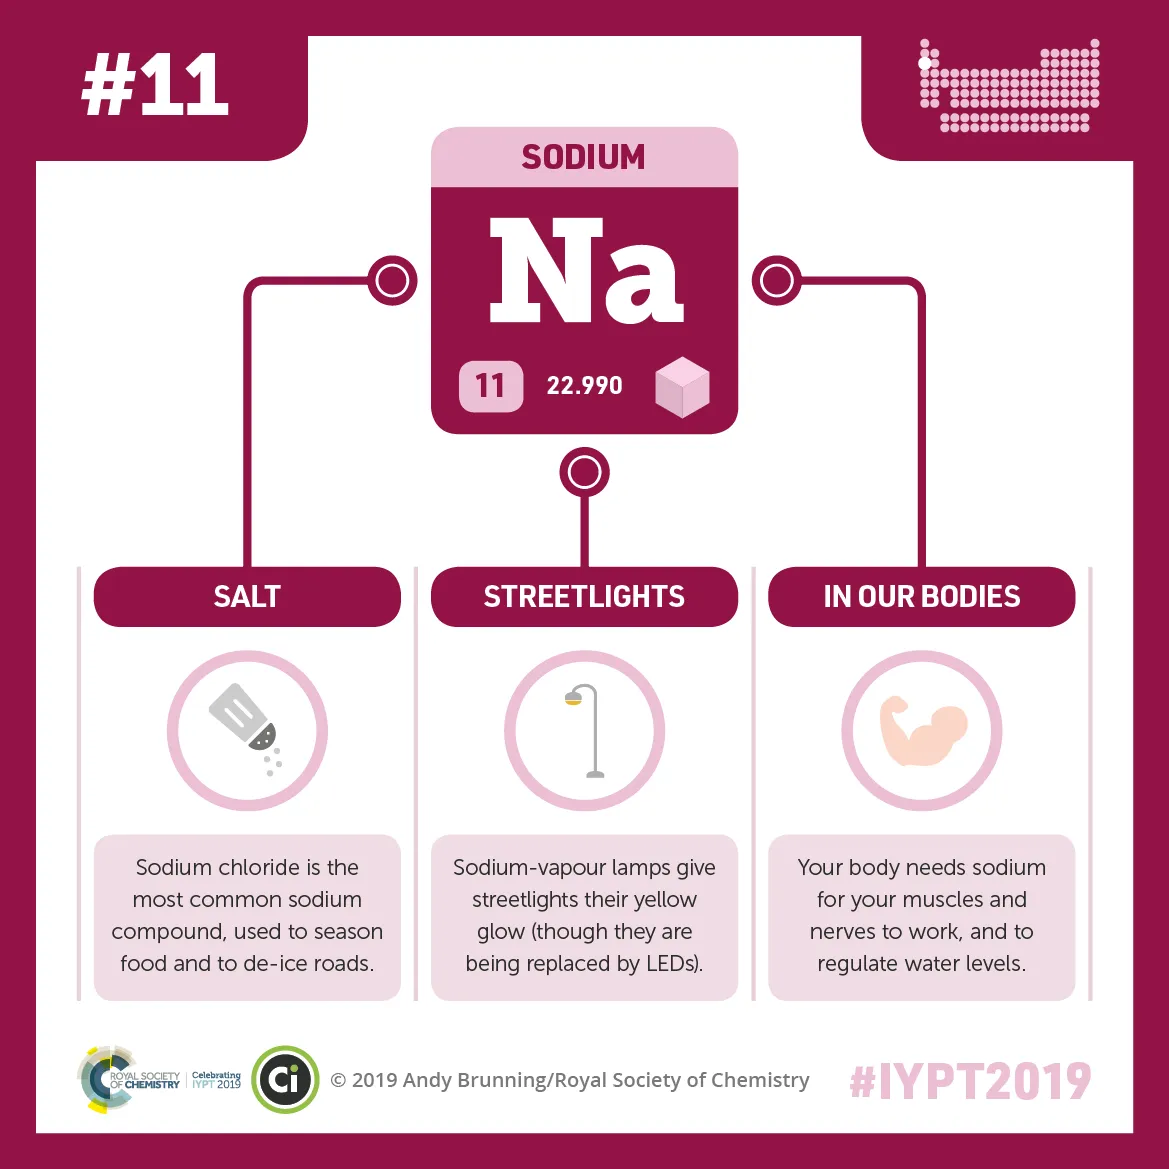 #11
SODIUM
Na
11
22.990
SALT
STREETLIGHTS
IN OUR BODIES
Sodium chloride is the
most common sodium
compound, used to season
food and to de-ice roads.
Sodium-vapour lamps give
streetlights their yellow
glow (though they are
being replaced by LEDs).
Your body needs sodium
for your muscles and
nerves to work, and to
regulate water levels.
ROYAL SOCIETY
OF CHEMISTRY
Celebrating
IYPT 2019
Ci
© 2019 Andy Brunning/Royal Society of Chemistry
#IYPT2019